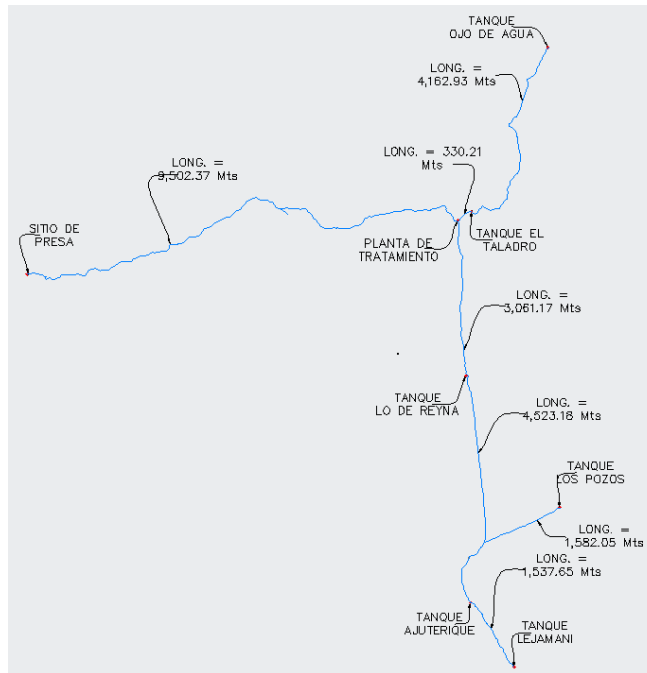 TANQUE
OJO DE AGUA
LONG. =
4,162.93 Mts
LONG. = 330.21
Mts
LONG. =
9,502.37 Mts
SITIO DE
PRESA
PLANTA DE
TRATAMIENTO
TANQUE EL
TALADRO
LONG. =
3,061.17 Mts
TANQUE
LO DE REYNA
LONG. =
4,523.18 Mts
TANQUE
LOS POZOS
LONG. =
1,582.05 Mts
LONG. =
1,537.65 Mts
TANQUE
AJUTERIQUE
TANQUE
LEJAMANI